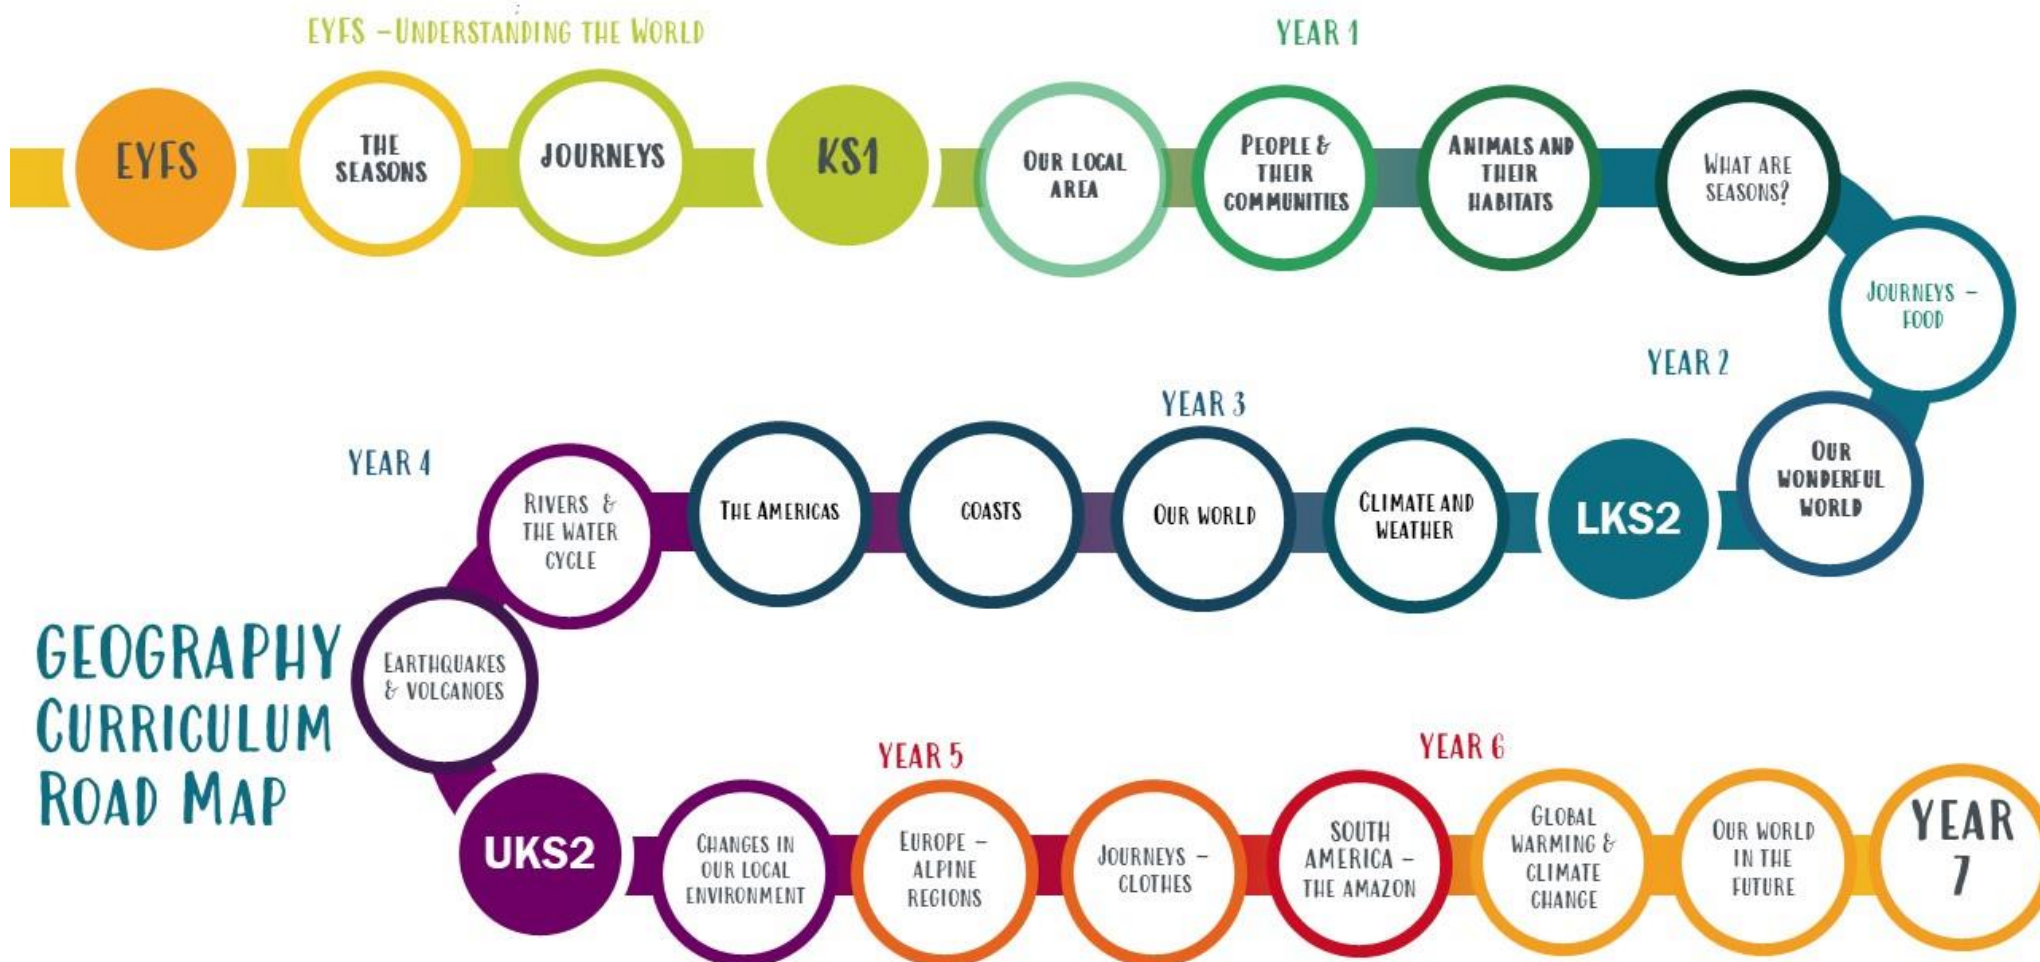 EYFS – UNDERSTANDING THE WORLD
YEAR 1
EYFS
THE
SEASONS
JOURNEYS
KS1
OUR LOCAL
AREA
PEOPLE &
THEIR
COMMUNITIES
ANIMALS AND
THEIR
HABITATS
WHAT ARE
SEASONS?
JOURNEYS –
FOOD
YEAR 2
OUR
WONDERFUL
WORLD
LKS2
CLIMATE AND
WEATHER
YEAR 3
OUR WORLD
COASTS
THE AMERICAS
YEAR 4
RIVERS &
THE WATER
CYCLE
EARTHQUAKES
& VOLCANOES
GEOGRAPHY
CURRICULUM
ROAD MAP
UKS2
CHANGES IN
OUR LOCAL
ENVIRONMENT
YEAR 5
EUROPE –
ALPINE
REGIONS
JOURNEYS –
CLOTHES
YEAR 6
SOUTH
AMERICA –
THE AMAZON
GLOBAL
WARMING &
CLIMATE
CHANGE
OUR WORLD
IN THE
FUTURE
YEAR
7